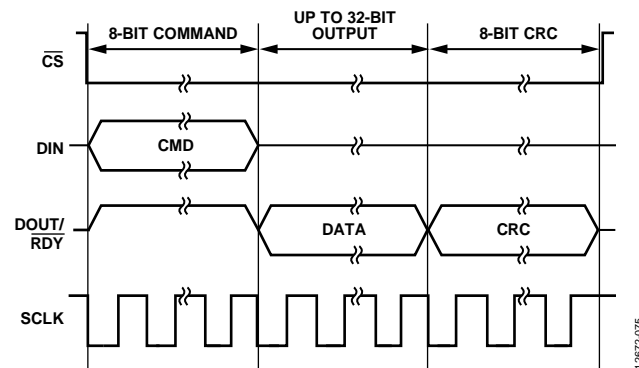 8-BIT COMMAND
UP TO 32-BIT
OUTPUT
8-BIT CRC
CS
DIN
CMD
DOUT/
RDY
DATA
CRC
SCLK
12672-075